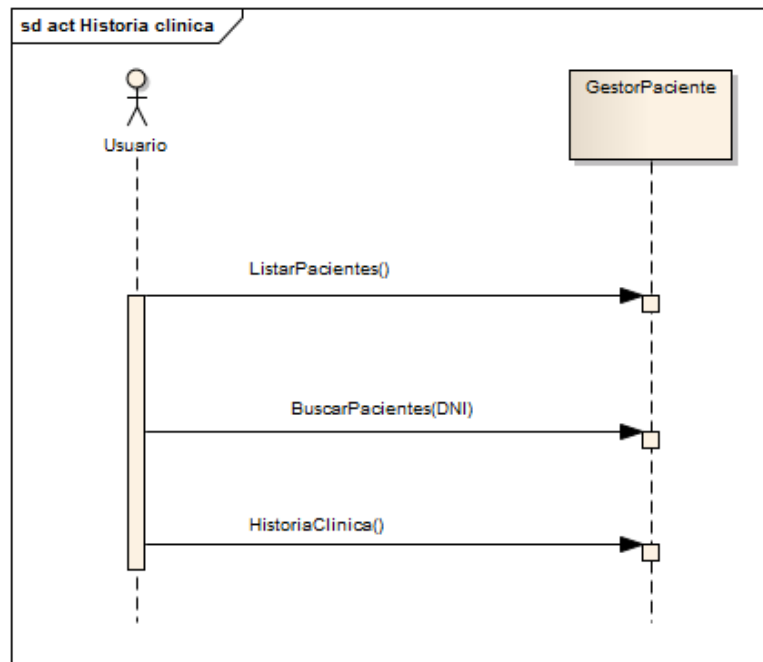 sd act Historia clinica
Usuario
GestorPaciente
ListarPacientes()
BuscarPacientes(DNI)
HistoriaClinica()